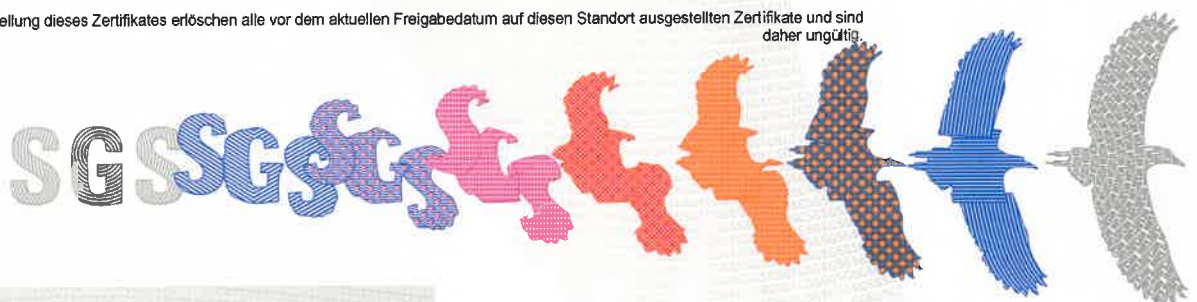 ellung dieses Zertifikates erlöschen alle vor dem aktuellen Freigabedatum auf diesen Standort ausgestellten Zertifikate und sind
daher ungültig.
SGS SGS SGS